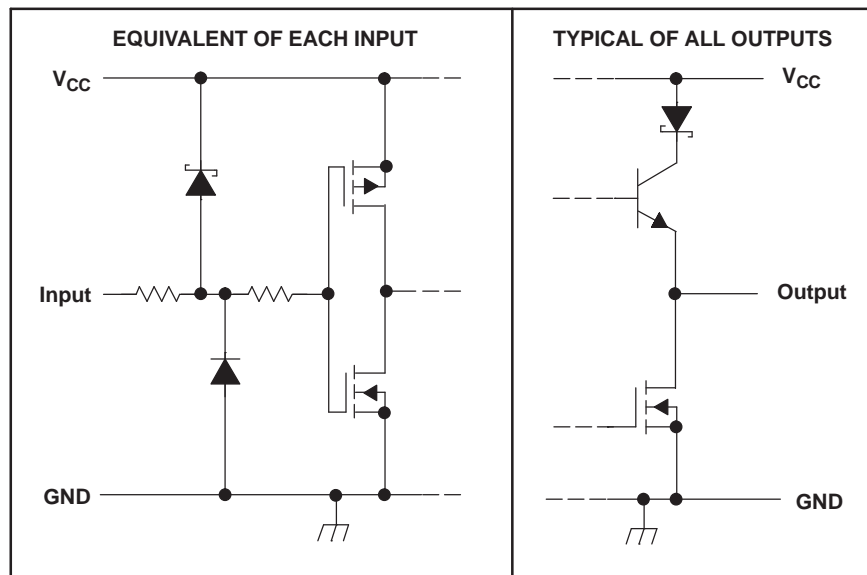 EQUIVALENT OF EACH INPUT
VCC
Input
GND
TYPICAL OF ALL OUTPUTS
VCC
Output
GND